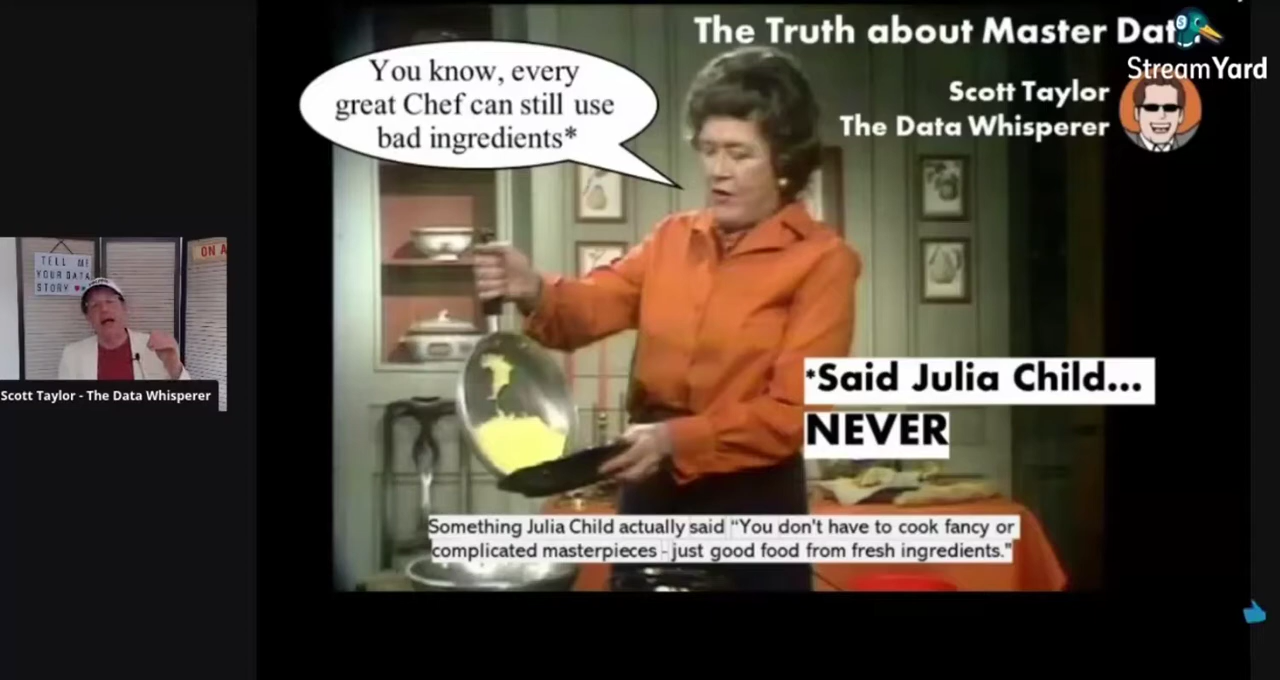 The Truth about Master Dat
StreamYard
Scott Taylor
The Data Whisperer
You know, every
great Chef can still use
bad ingredients*
TELL ME
YOUR DATA
STORY
ON A
Scott Taylor - The Data Whisperer
*Said Julia Child...
NEVER
Something Julia Child actually said “You don't have to cook fancy or
complicated masterpieces - just good food from fresh ingredients.”